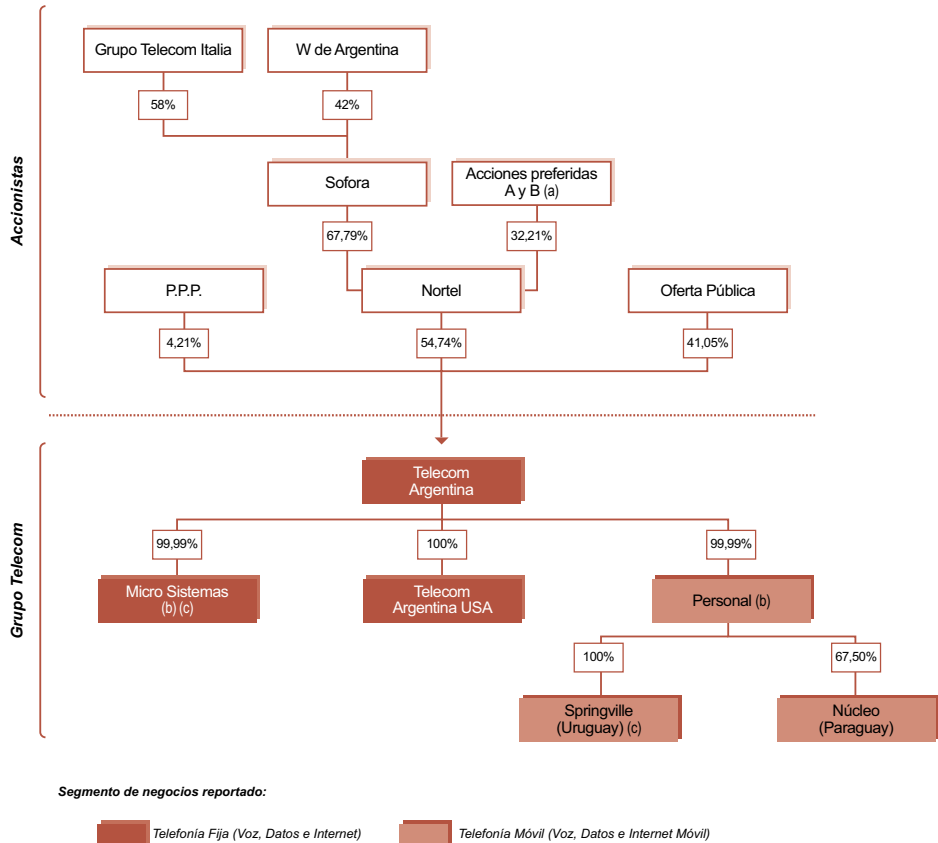 Accionistas
Grupo Telecom Italia
W de Argentina
58%
42%
Sofora
Acciones preferidas
A y B (a)
67,79%
32,21%
P.P.P.
Nortel
Oferta Pública
4,21%
54,74%
41,05%
Grupo Telecom
Telecom
Argentina
99,99%
100%
99,99%
Micro Sistemas
(b) (c)
Telecom
Argentina USA
Personal (b)
100%
67,50%
Springville
(Uruguay) (c)
Núcleo
(Paraguay)
Segmento de negocios reportado:
Telefonía Fija (Voz, Datos e Internet)
Telefonía Móvil (Voz, Datos e Internet Móvil)